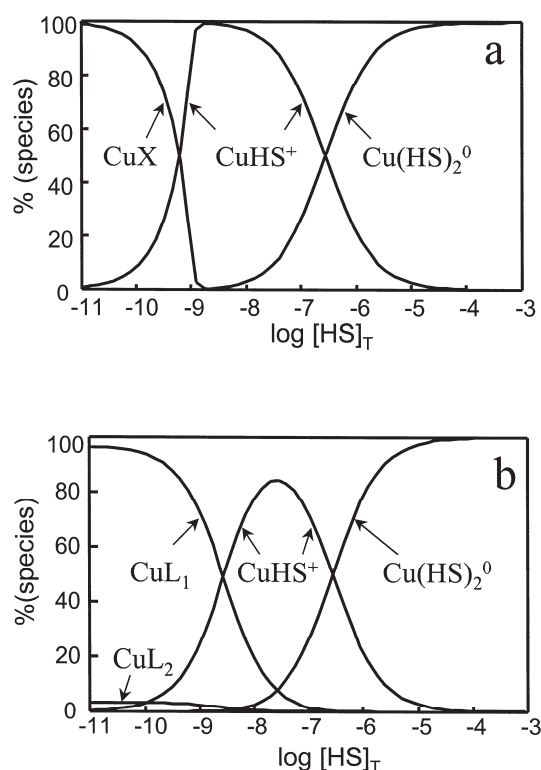 100
80
60
40
20
0
% (species)
a
CuX
CuHS⁺
Cu(HS)₂⁰
-11 -10 -9 -8 -7 -6 -5 -4 -3
log [HS]T
100
80
60
40
20
0
%(species)
b
CuL₁
CuHS⁺
Cu(HS)₂⁰
CuL₂
-11 -10 -9 -8 -7 -6 -5 -4 -3
log [HS]T